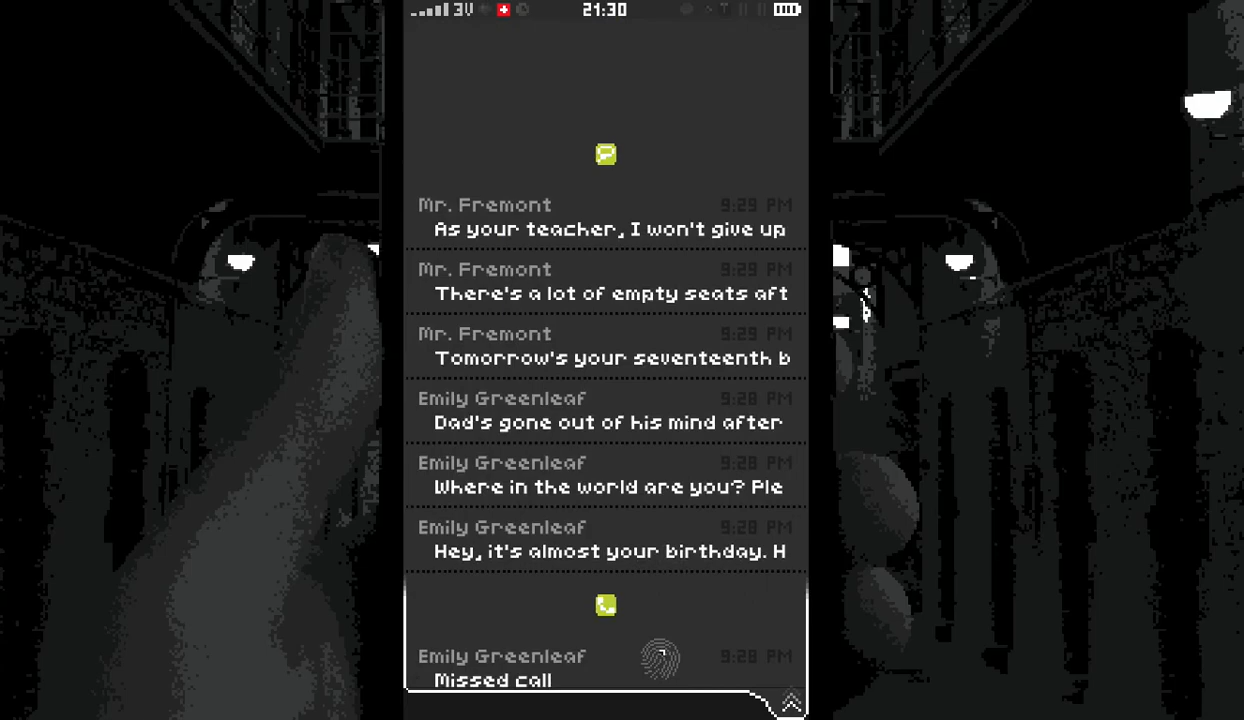 3V 21:30
Mr. Fremont 9:29 PM
As your teacher, I won't give up
Mr. Fremont 9:29 PM
There's a lot of empty seats aft
Mr. Fremont 9:29 PM
Tomorrow's your seventeenth b
Emily Greenleaf 9:28 PM
Dad's gone out of his mind after
Emily Greenleaf 9:28 PM
Where in the world are you? Ple
Emily Greenleaf 9:28 PM
Hey, it's almost your birthday. H
Emily Greenleaf 9:28 PM
Missed call